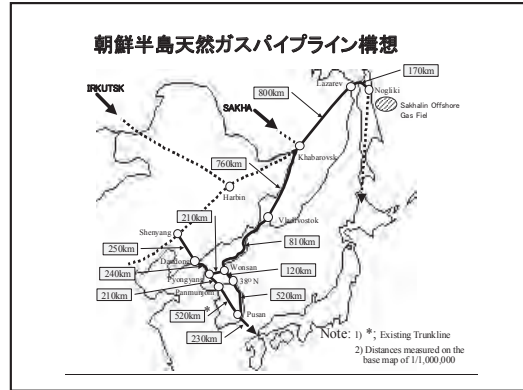 朝鮮半島天然ガスパイプライン構想
170km
Lazarev
IRKUTSK
800km
Nogliki
SAKHA
Sakhalin Offshore
Gas Fiel
Khabarovsk
760km
Harbin
210km
Vladivostok
Shenyang
250km
810km
Dandong
240km
Wonsan
120km
Pyongyang
38°N
210km
Panmunjom
520km
520km*
Pusan
230km
Note: 1) *; Existing Trunkline
2) Distances measured on the
base map of 1/1,000,000